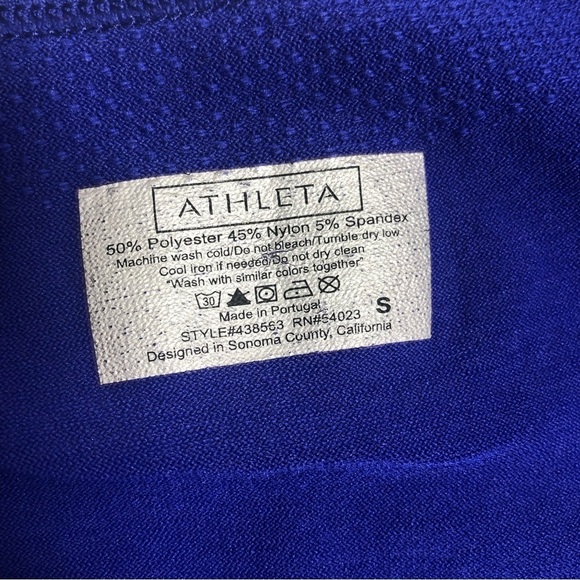 ATHLETA
50% Polyester 45% Nylon 5% Spandex
Machine wash cold/Do not bleach/Tumble dry low.
Cool iron if needed/Do not dry clean
"Wash with similar colors together"
30
Made in Portugal
STYLE#438563 RN#54023 S
Designed in Sonoma County, California